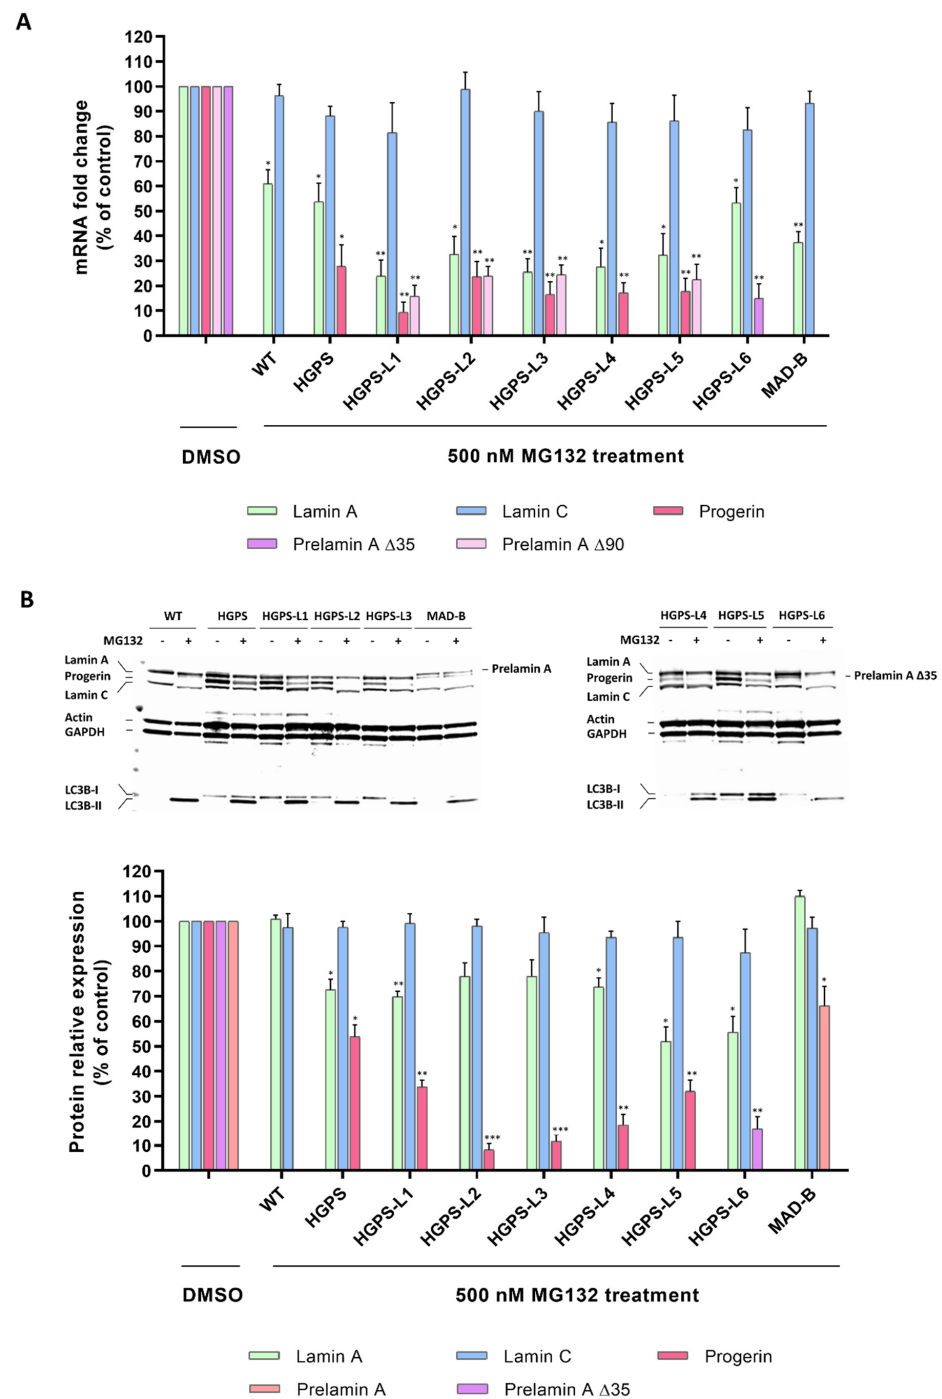 A
mRNA fold change
(% of control)
120
110
100
90
80
70
60
50
40
30
20
10
0
* * * ** ** ** * ** ** ** ** ** * ** * ** ** * ** **
WT HGPS HGPS-L1 HGPS-L2 HGPS-L3 HGPS-L4 HGPS-L5 HGPS-L6 MAD-B
DMSO 500 nM MG132 treatment
Lamin A Lamin C Progerin
Prelamin A Δ35 Prelamin A Δ90
B
WT HGPS HGPS-L1 HGPS-L2 HGPS-L3 MAD-B HGPS-L4 HGPS-L5 HGPS-L6
MG132 - + - + - + - + - + - + MG132 - + - + - +
Lamin A Prelamin A Lamin A
Progerin Progerin Prelamin A Δ35
Lamin C Lamin C
Actin Actin
GAPDH GAPDH
LC3B-I LC3B-I
LC3B-II LC3B-II
Protein relative expression
(% of control)
120
110
100
90
80
70
60
50
40
30
20
10
0
* * ** ** *** *** * ** * ** * ** *
WT HGPS HGPS-L1 HGPS-L2 HGPS-L3 HGPS-L4 HGPS-L5 HGPS-L6 MAD-B
DMSO 500 nM MG132 treatment
Lamin A Lamin C Progerin
Prelamin A Prelamin A Δ35